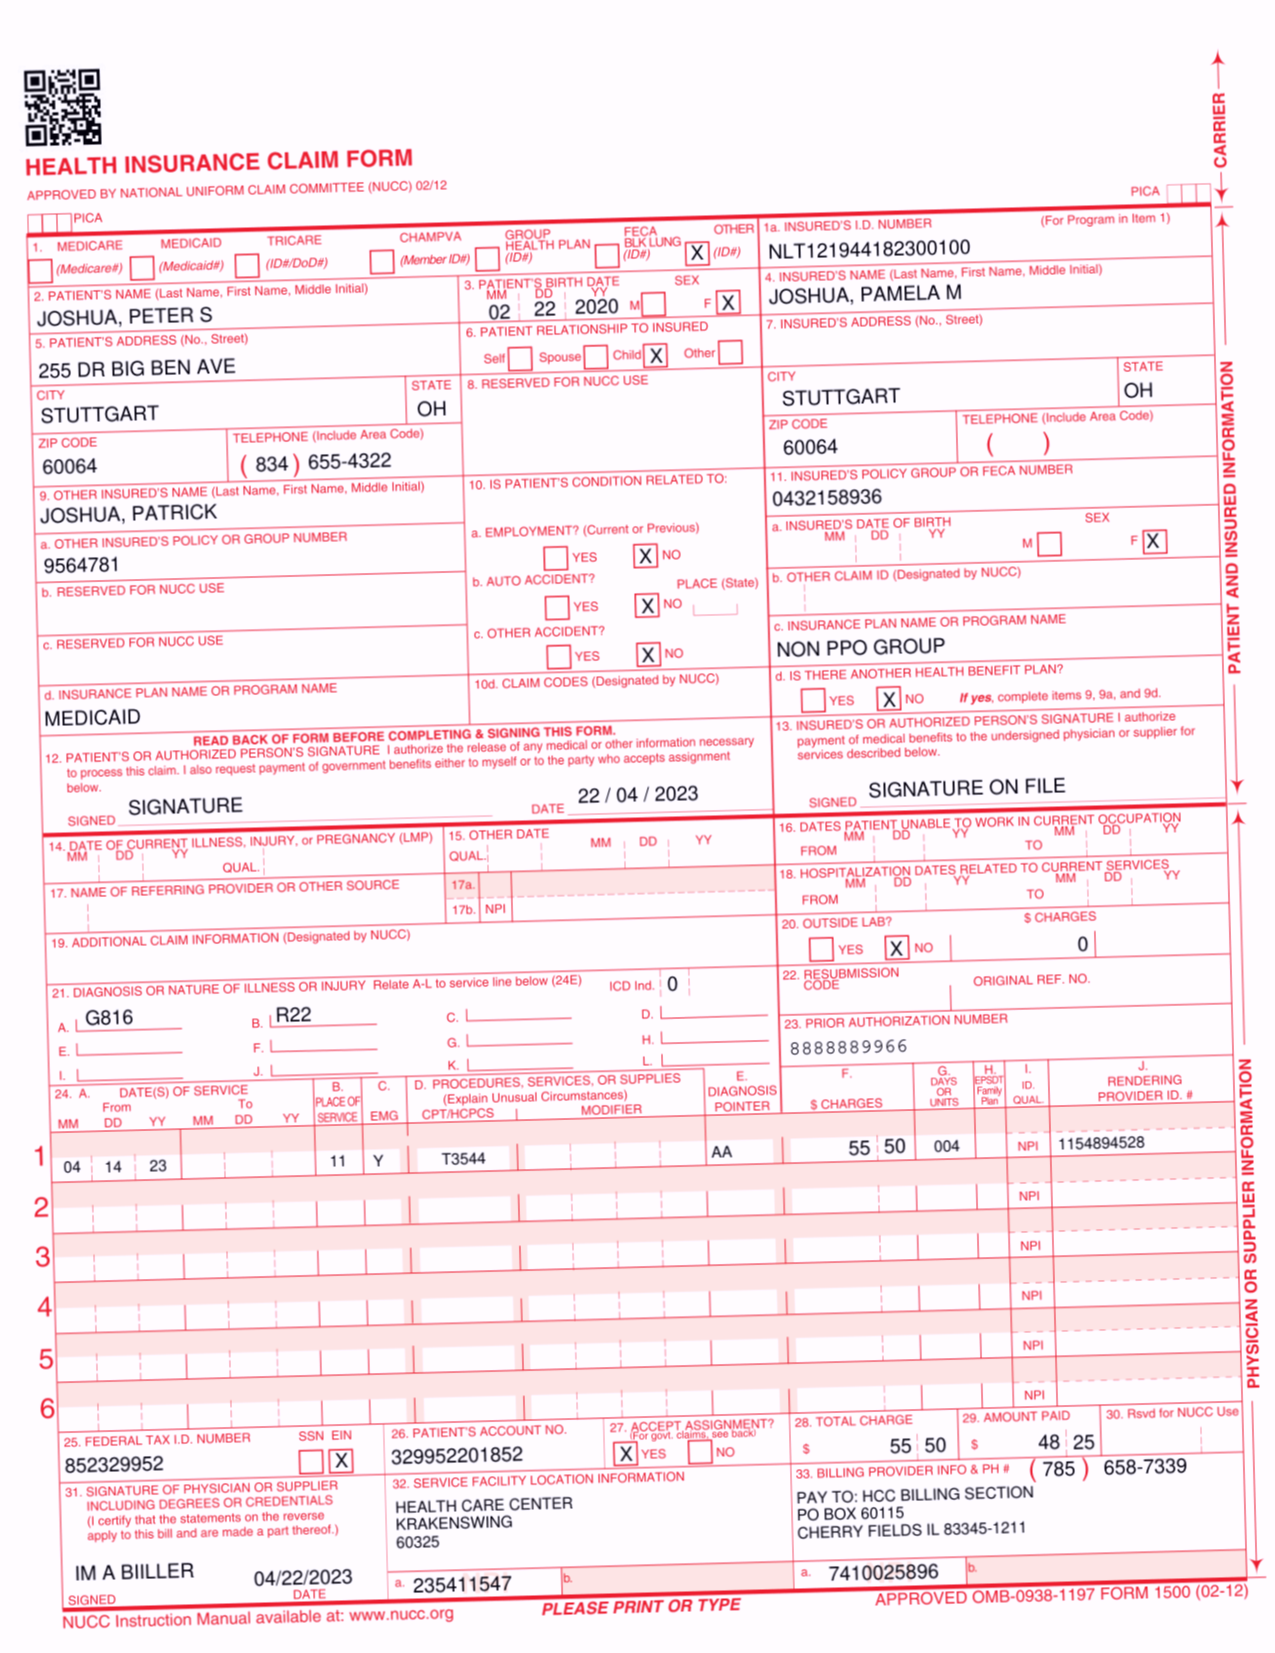 HEALTH INSURANCE CLAIM FORM
APPROVED BY NATIONAL UNIFORM CLAIM COMMITTEE (NUCC) 02/12
PICA
PICA
CARRIER
1. MEDICARE MEDICAID TRICARE CHAMPVA GROUP HEALTH PLAN FECA BLK LUNG OTHER
(Medicare#) (Medicaid#) (ID#/DoD#) (Member ID#) (ID#) (ID#) X (ID#)
1a. INSURED'S I.D. NUMBER (For Program in Item 1)
NLT121944182300100
2. PATIENT'S NAME (Last Name, First Name, Middle Initial)
JOSHUA, PETER S
3. PATIENT'S BIRTH DATE SEX
MM DD YY
02 22 2020 M F X
4. INSURED'S NAME (Last Name, First Name, Middle Initial)
JOSHUA, PAMELA M
5. PATIENT'S ADDRESS (No., Street)
255 DR BIG BEN AVE
6. PATIENT RELATIONSHIP TO INSURED
Self Spouse Child X Other
7. INSURED'S ADDRESS (No., Street)
CITY STATE
STUTTGART OH
8. RESERVED FOR NUCC USE
CITY STATE
STUTTGART OH
ZIP CODE TELEPHONE (Include Area Code)
60064 ( 834 ) 655-4322
ZIP CODE TELEPHONE (Include Area Code)
60064 ( )
9. OTHER INSURED'S NAME (Last Name, First Name, Middle Initial)
JOSHUA, PATRICK
10. IS PATIENT'S CONDITION RELATED TO:
11. INSURED'S POLICY GROUP OR FECA NUMBER
0432158936
a. OTHER INSURED'S POLICY OR GROUP NUMBER
9564781
a. EMPLOYMENT? (Current or Previous)
YES X NO
a. INSURED'S DATE OF BIRTH SEX
MM DD YY M F X
b. RESERVED FOR NUCC USE
b. AUTO ACCIDENT? PLACE (State)
YES X NO
b. OTHER CLAIM ID (Designated by NUCC)
c. RESERVED FOR NUCC USE
c. OTHER ACCIDENT?
YES X NO
c. INSURANCE PLAN NAME OR PROGRAM NAME
NON PPO GROUP
d. INSURANCE PLAN NAME OR PROGRAM NAME
MEDICAID
10d. CLAIM CODES (Designated by NUCC)
d. IS THERE ANOTHER HEALTH BENEFIT PLAN?
YES X NO If yes, complete items 9, 9a, and 9d.
READ BACK OF FORM BEFORE COMPLETING & SIGNING THIS FORM.
12. PATIENT'S OR AUTHORIZED PERSON'S SIGNATURE I authorize the release of any medical or other information necessary
to process this claim. I also request payment of government benefits either to myself or to the party who accepts assignment
below.
SIGNED SIGNATURE DATE 22 / 04 / 2023
13. INSURED'S OR AUTHORIZED PERSON'S SIGNATURE I authorize
payment of medical benefits to the undersigned physician or supplier for
services described below.
SIGNED SIGNATURE ON FILE
PATIENT AND INSURED INFORMATION
14. DATE OF CURRENT ILLNESS, INJURY, or PREGNANCY (LMP)
MM DD YY QUAL.
15. OTHER DATE
QUAL. MM DD YY
16. DATES PATIENT UNABLE TO WORK IN CURRENT OCCUPATION
MM DD YY MM DD YY
FROM TO
17. NAME OF REFERRING PROVIDER OR OTHER SOURCE
17a.
17b. NPI
18. HOSPITALIZATION DATES RELATED TO CURRENT SERVICES
MM DD YY MM DD YY
FROM TO
19. ADDITIONAL CLAIM INFORMATION (Designated by NUCC)
20. OUTSIDE LAB? $ CHARGES
YES X NO 0
21. DIAGNOSIS OR NATURE OF ILLNESS OR INJURY Relate A-L to service line below (24E) ICD Ind. 0
A. G816 B. R22 C. D.
E. F. G. H.
I. J. K. L.
22. RESUBMISSION CODE ORIGINAL REF. NO.
23. PRIOR AUTHORIZATION NUMBER
8888889966
24. A. DATE(S) OF SERVICE B. C. D. PROCEDURES, SERVICES, OR SUPPLIES E. F. G. H. I. J.
From To PLACE OF (Explain Unusual Circumstances) DIAGNOSIS DAYS OR UNITS EPSDT Family Plan ID. RENDERING
MM DD YY MM DD YY SERVICE EMG CPT/HCPCS MODIFIER POINTER $ CHARGES QUAL. PROVIDER ID. #
1 04 14 23 11 Y T3544 AA 55 50 004 NPI 1154894528
2 NPI
3 NPI
4 NPI
5 NPI
6 NPI
25. FEDERAL TAX I.D. NUMBER SSN EIN
852329952 X
26. PATIENT'S ACCOUNT NO.
329952201852
27. ACCEPT ASSIGNMENT?
(For govt. claims, see back)
X YES NO
28. TOTAL CHARGE
$ 55 50
29. AMOUNT PAID
$ 48 25
30. Rsvd for NUCC Use
31. SIGNATURE OF PHYSICIAN OR SUPPLIER
INCLUDING DEGREES OR CREDENTIALS
(I certify that the statements on the reverse
apply to this bill and are made a part thereof.)
IM A BIILLER 04/22/2023
SIGNED DATE
32. SERVICE FACILITY LOCATION INFORMATION
HEALTH CARE CENTER
KRAKENSWING
60325
a. 235411547 b.
33. BILLING PROVIDER INFO & PH # ( 785 ) 658-7339
PAY TO: HCC BILLING SECTION
PO BOX 60115
CHERRY FIELDS IL 83345-1211
a. 7410025896 b.
PHYSICIAN OR SUPPLIER INFORMATION
NUCC Instruction Manual available at: www.nucc.org
PLEASE PRINT OR TYPE
APPROVED OMB-0938-1197 FORM 1500 (02-12)